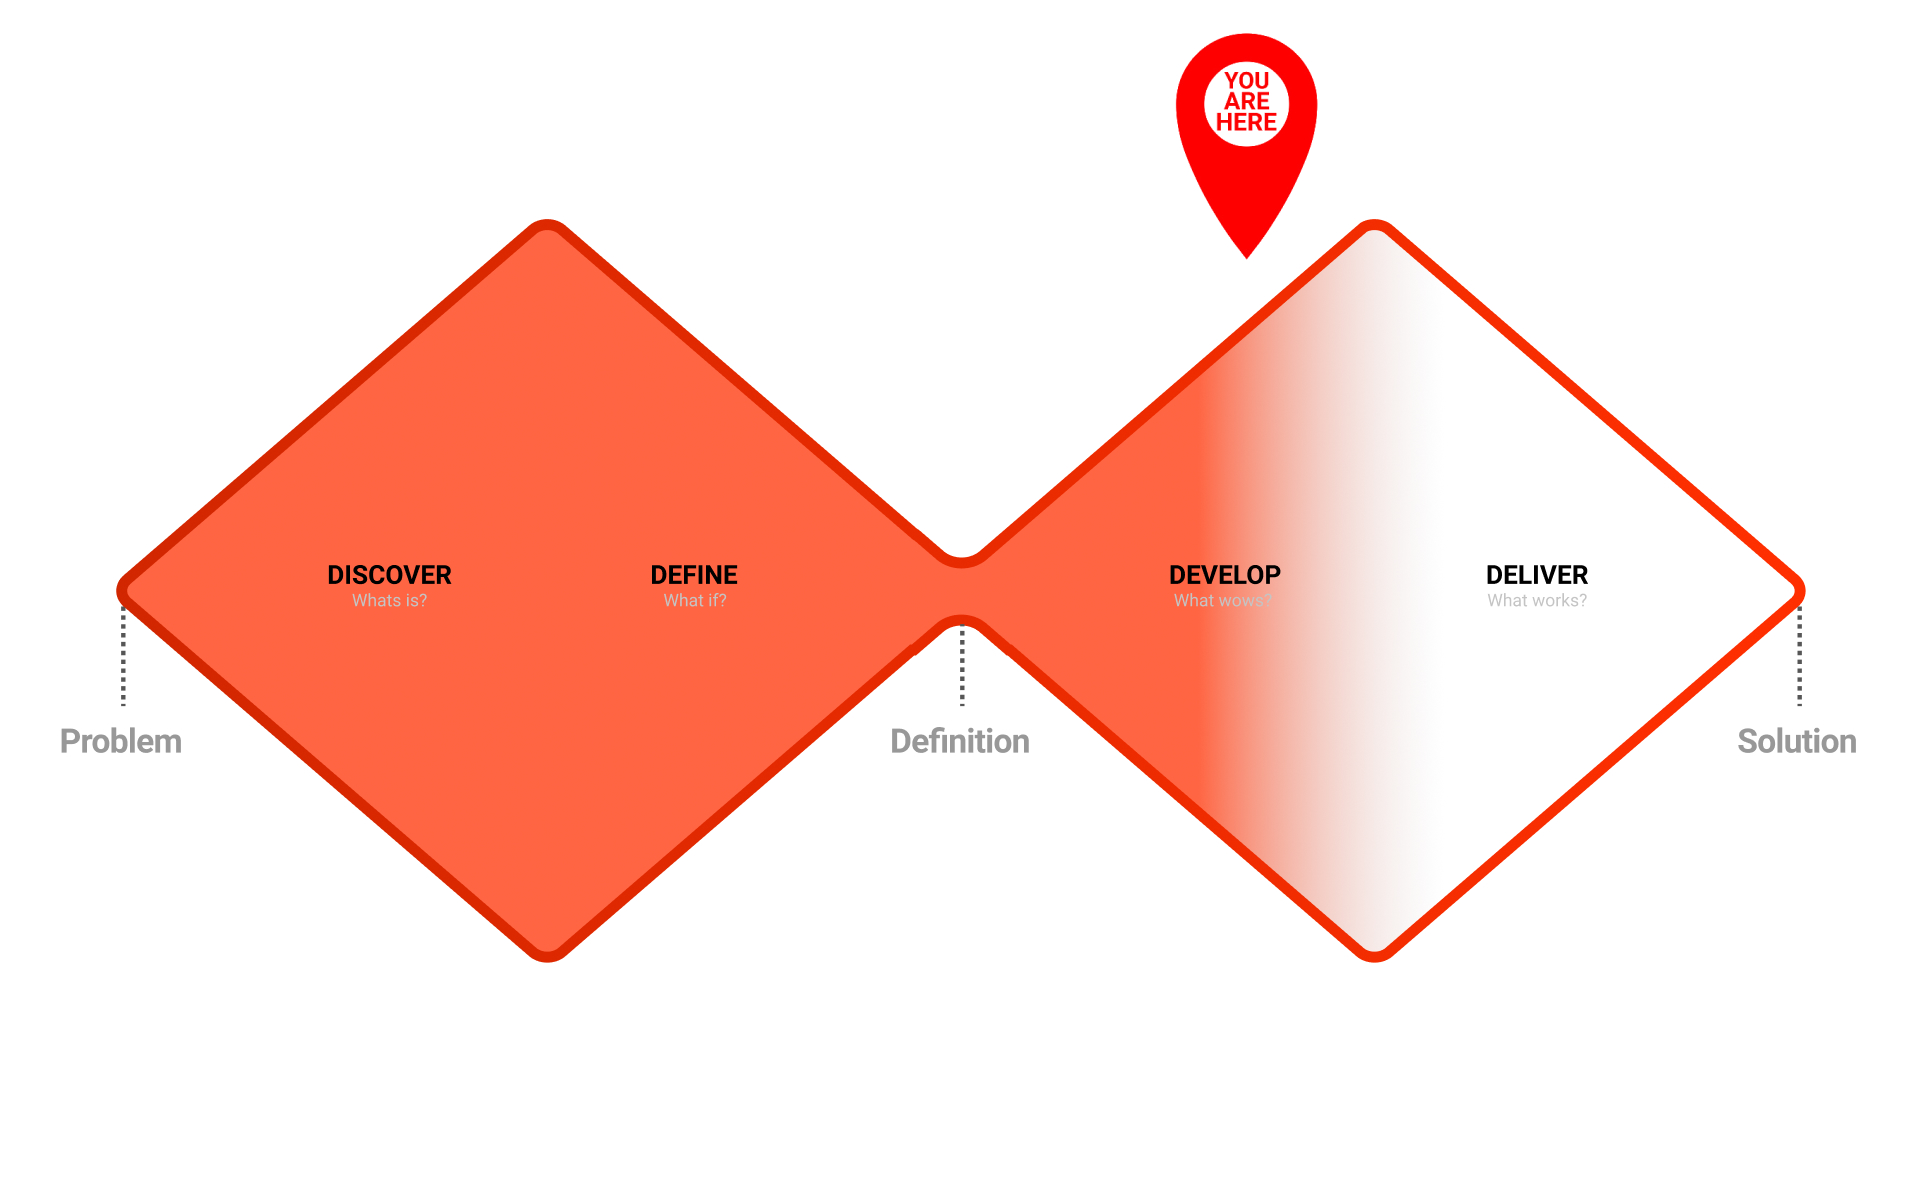 YOU
ARE
HERE
DISCOVER
Whats is?
DEFINE
What if?
DEVELOP
What wows?
DELIVER
What works?
Problem
Definition
Solution